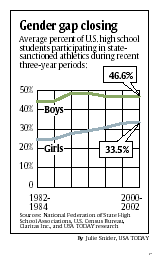 Gender gap closing
Average percent of U.S. high school
students participating in state-
sanctioned athletics during recent
three-year periods:
46.6%
50%
40%
Boys
30%
Girls
33.5%
20%
10%
0
1982-
1984
2000-
2002
Sources: National Federation of State High
School Associations, U.S. Census Bureau,
Claritas Inc., and USA TODAY research
By Julie Snider, USA TODAY